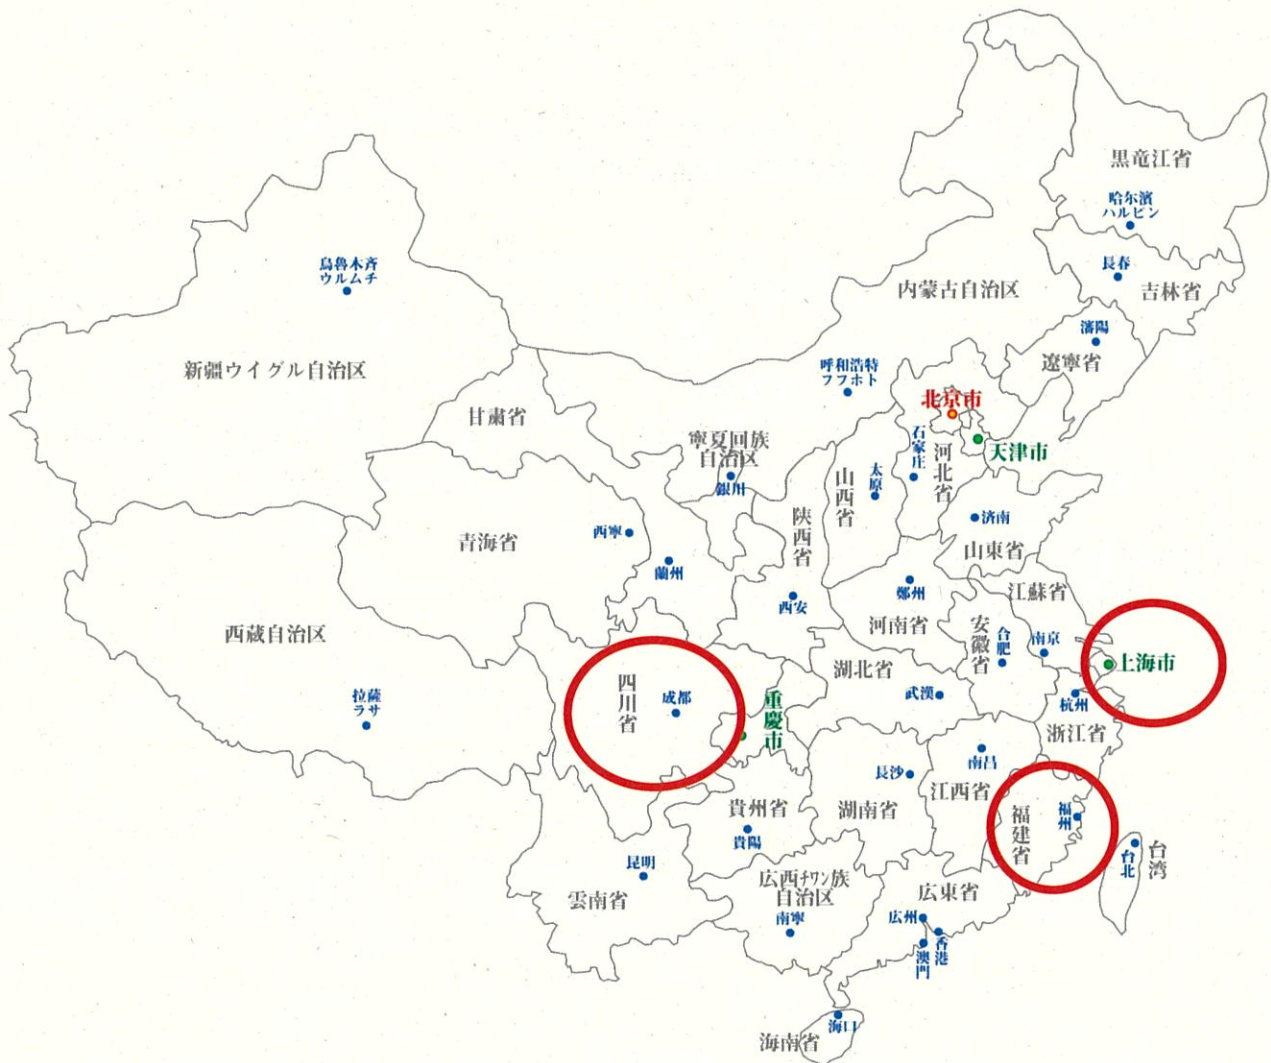 黒竜江省
哈尔濱
ハルビン
長春
吉林省
烏魯木斉
ウルムチ
内蒙古自治区
瀋陽
遼寧省
新疆ウイグル自治区
呼和浩特
フフホト
北京市
甘粛省
天津市
石家庄
河北省
寧夏回族
自治区
銀川
太原
山西省
陝西省
済南
山東省
青海省
西寧
蘭州
西安
鄭州
河南省
江蘇省
安徽省
合肥
南京
上海市
西蔵自治区
拉薩
ラサ
四川省
成都
重慶市
湖北省
武漢
杭州
浙江省
南昌
江西省
長沙
湖南省
貴州省
貴陽
福建省
福州
台北
台湾
昆明
雲南省
広西チワン族
自治区
南寧
広東省
広州
香港
澳門
海口
海南省